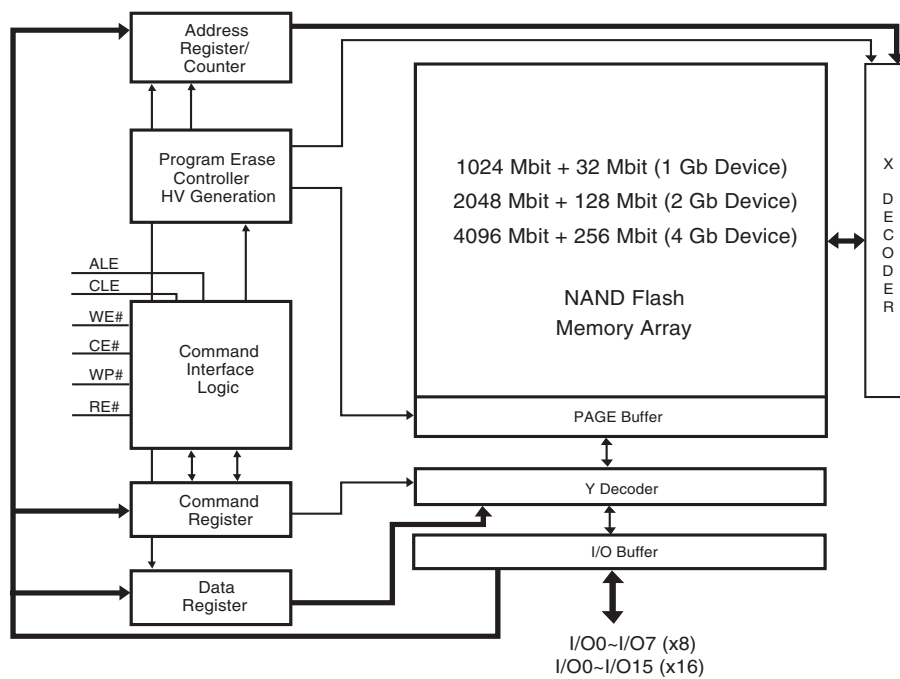 Address
Register/
Counter
Program Erase
Controller
HV Generation
ALE
CLE
WE#
CE#
WP#
RE#
Command
Interface
Logic
Command
Register
Data
Register
1024 Mbit + 32 Mbit (1 Gb Device)
2048 Mbit + 128 Mbit (2 Gb Device)
4096 Mbit + 256 Mbit (4 Gb Device)
NAND Flash
Memory Array
PAGE Buffer
Y Decoder
I/O Buffer
I/O0~I/O7 (x8)
I/O0~I/O15 (x16)
X
DECODER